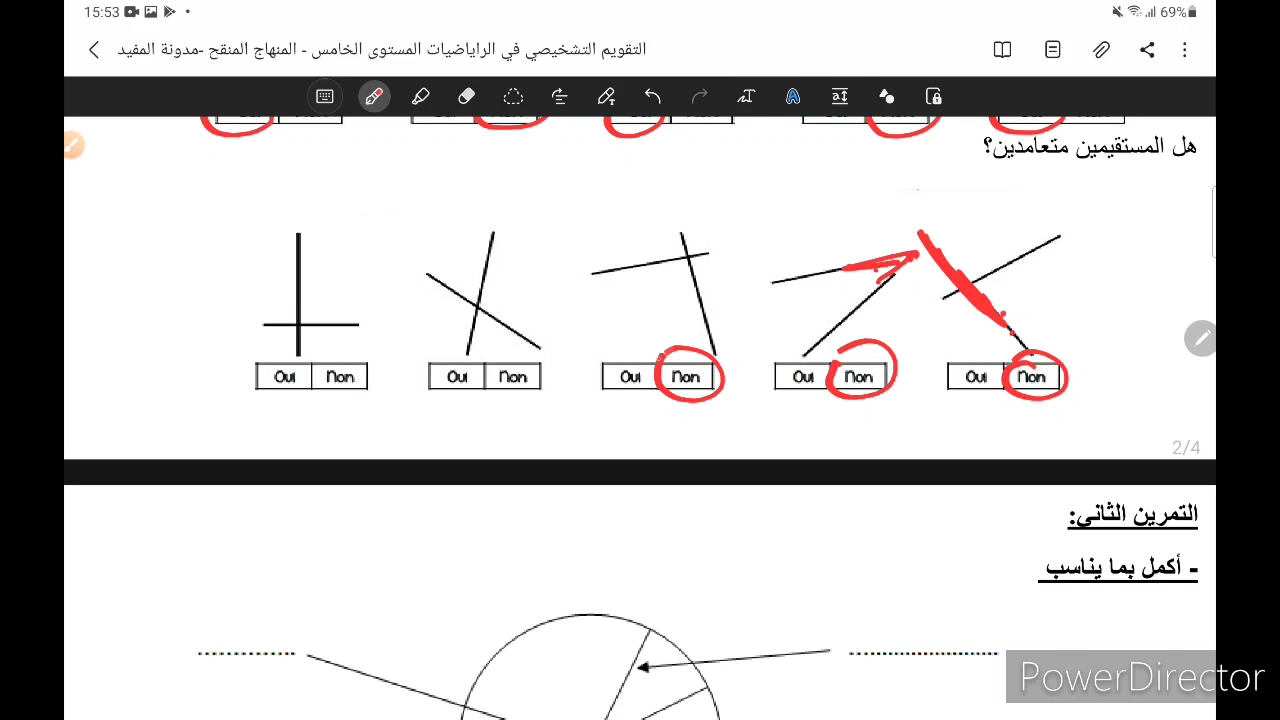 15:53
69%
التقويم التشخيصي في الراياضيات المستوى الخامس - المنهاج المنقح -مدونة المفيد
هل المستقيمين متعامدين؟
Oui Non Oui Non Oui Non Oui Non Oui Non
2/4
التمرين الثاني:
- أكمل بما يناسب
PowerDirector